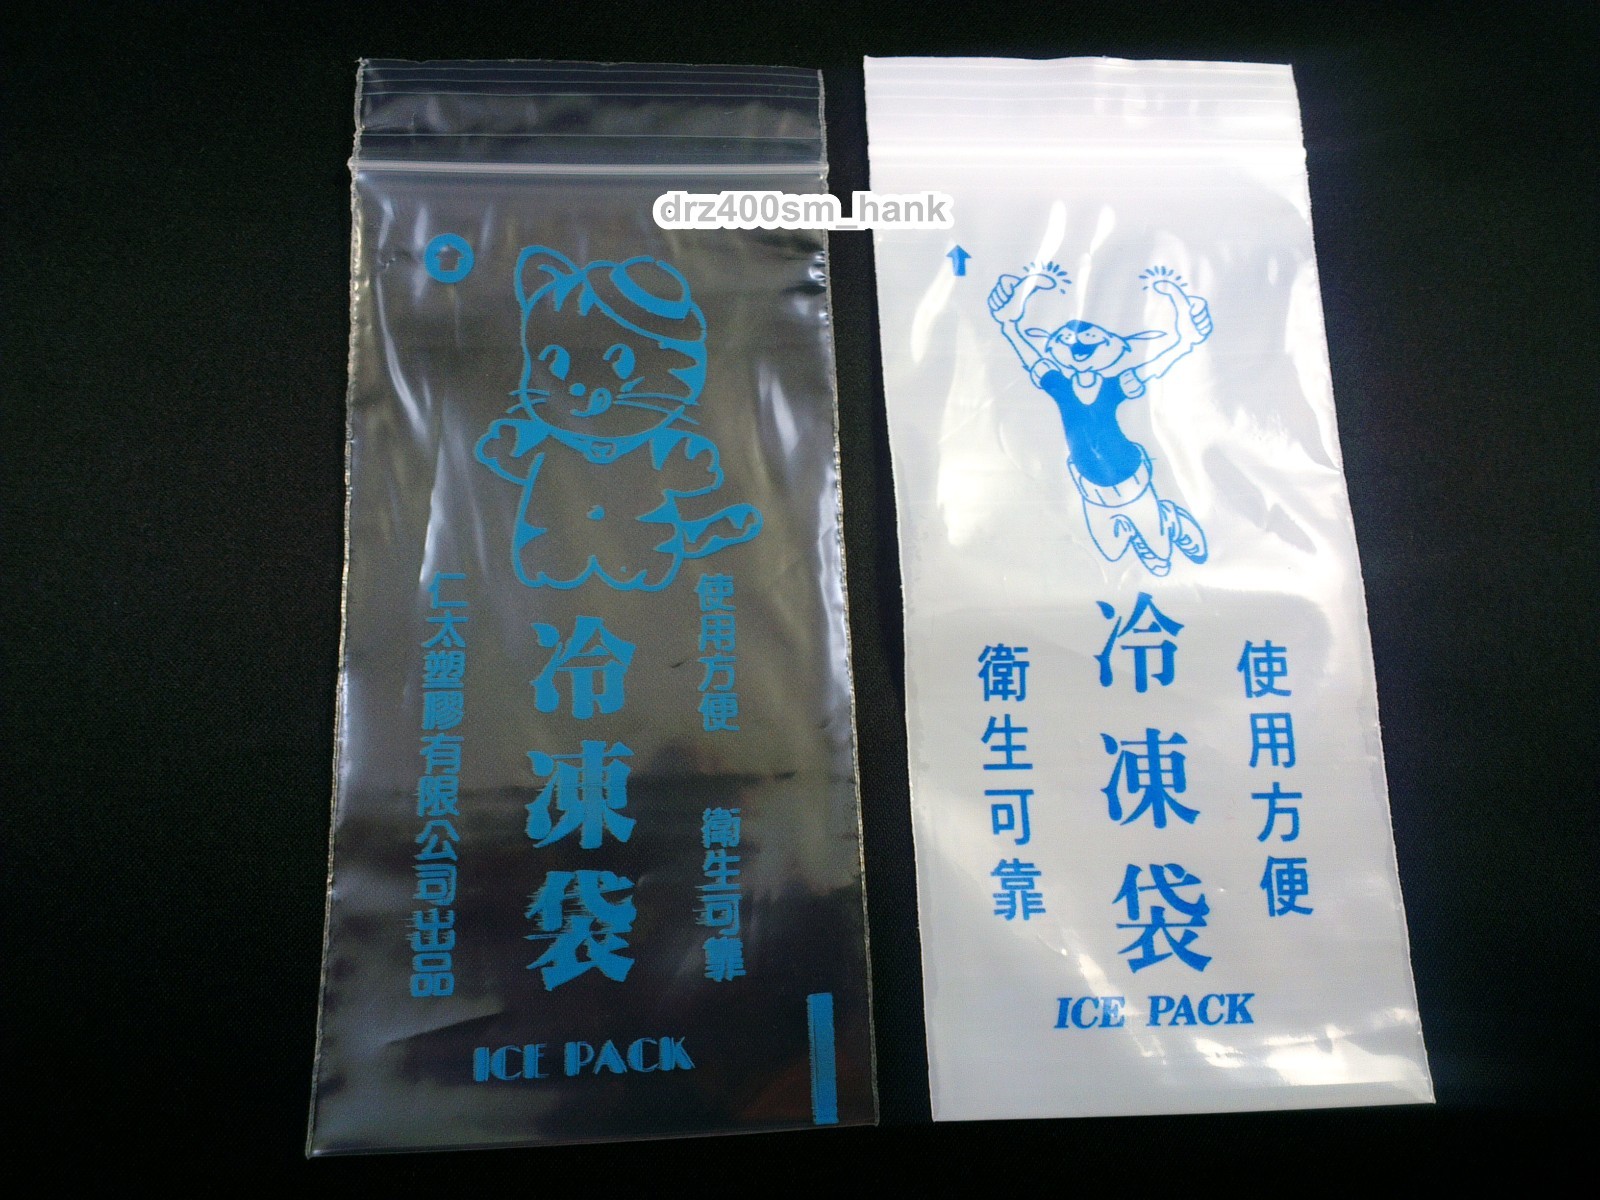 drz400sm_hank
使用方便 衛生可靠
冷凍袋
仁太塑膠有限公司出品
ICE PACK
使用方便
冷凍袋
衛生可靠
ICE PACK